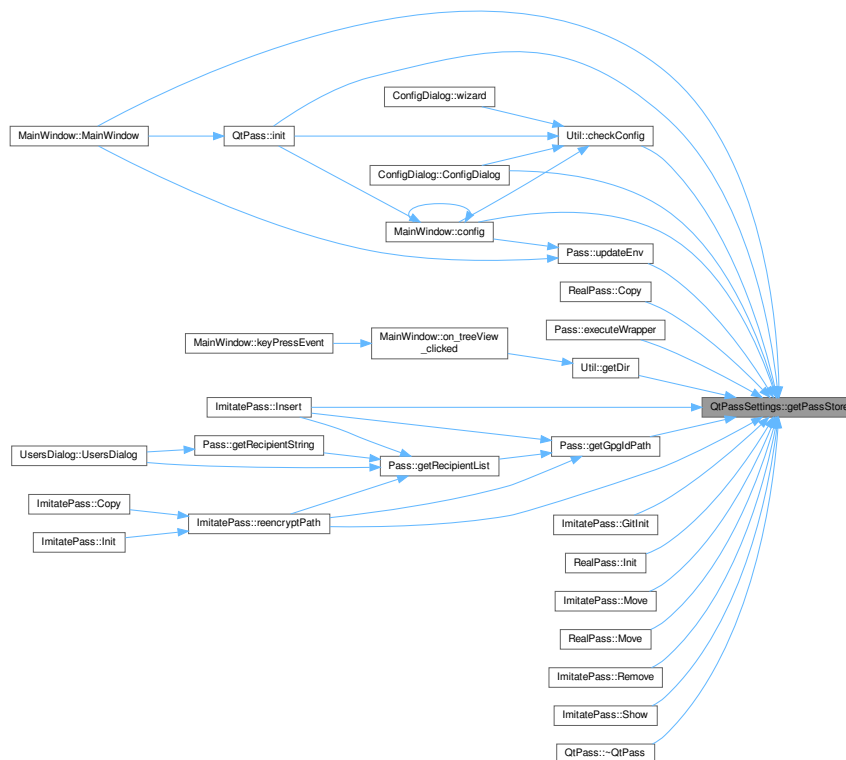 ConfigDialog::wizard
MainWindow::MainWindow
QtPass::init
Util::checkConfig
ConfigDialog::ConfigDialog
MainWindow::config
Pass::updateEnv
RealPass::Copy
Pass::executeWrapper
MainWindow::keyPressEvent
MainWindow::on_treeView
_clicked
Util::getDir
QtPassSettings::getPassStore
ImitatePass::Insert
Pass::getRecipientString
Pass::getGpgIdPath
UsersDialog::UsersDialog
Pass::getRecipientList
ImitatePass::Copy
ImitatePass::reencryptPath
ImitatePass::GitInit
ImitatePass::Init
RealPass::Init
ImitatePass::Move
RealPass::Move
ImitatePass::Remove
ImitatePass::Show
QtPass::~QtPass